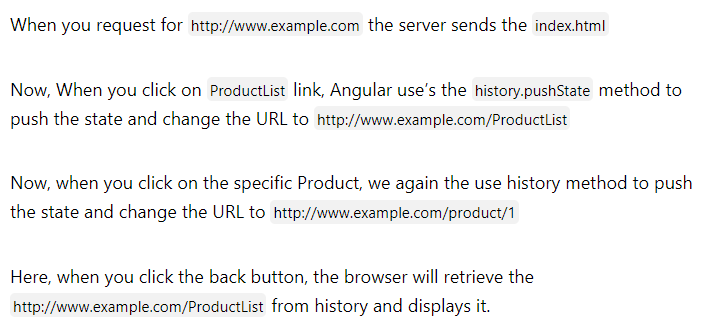 When you request for http://www.example.com the server sends the index.html
Now, When you click on ProductList link, Angular use's the history.pushState method to
push the state and change the URL to http://www.example.com/ProductList
Now, when you click on the specific Product, we again the use history method to push
the state and change the URL to http://www.example.com/product/1
Here, when you click the back button, the browser will retrieve the
http://www.example.com/ProductList from history and displays it.